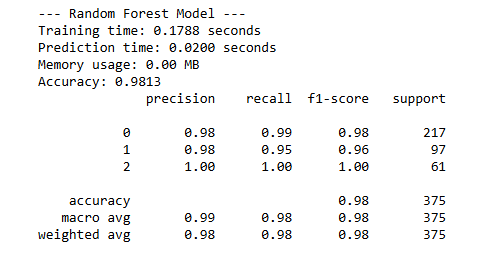 --- Random Forest Model ---
Training time: 0.1788 seconds
Prediction time: 0.0200 seconds
Memory usage: 0.00 MB
Accuracy: 0.9813
precision recall f1-score support
0 0.98 0.99 0.98 217
1 0.98 0.95 0.96 97
2 1.00 1.00 1.00 61
accuracy 0.98 375
macro avg 0.99 0.98 0.98 375
weighted avg 0.98 0.98 0.98 375